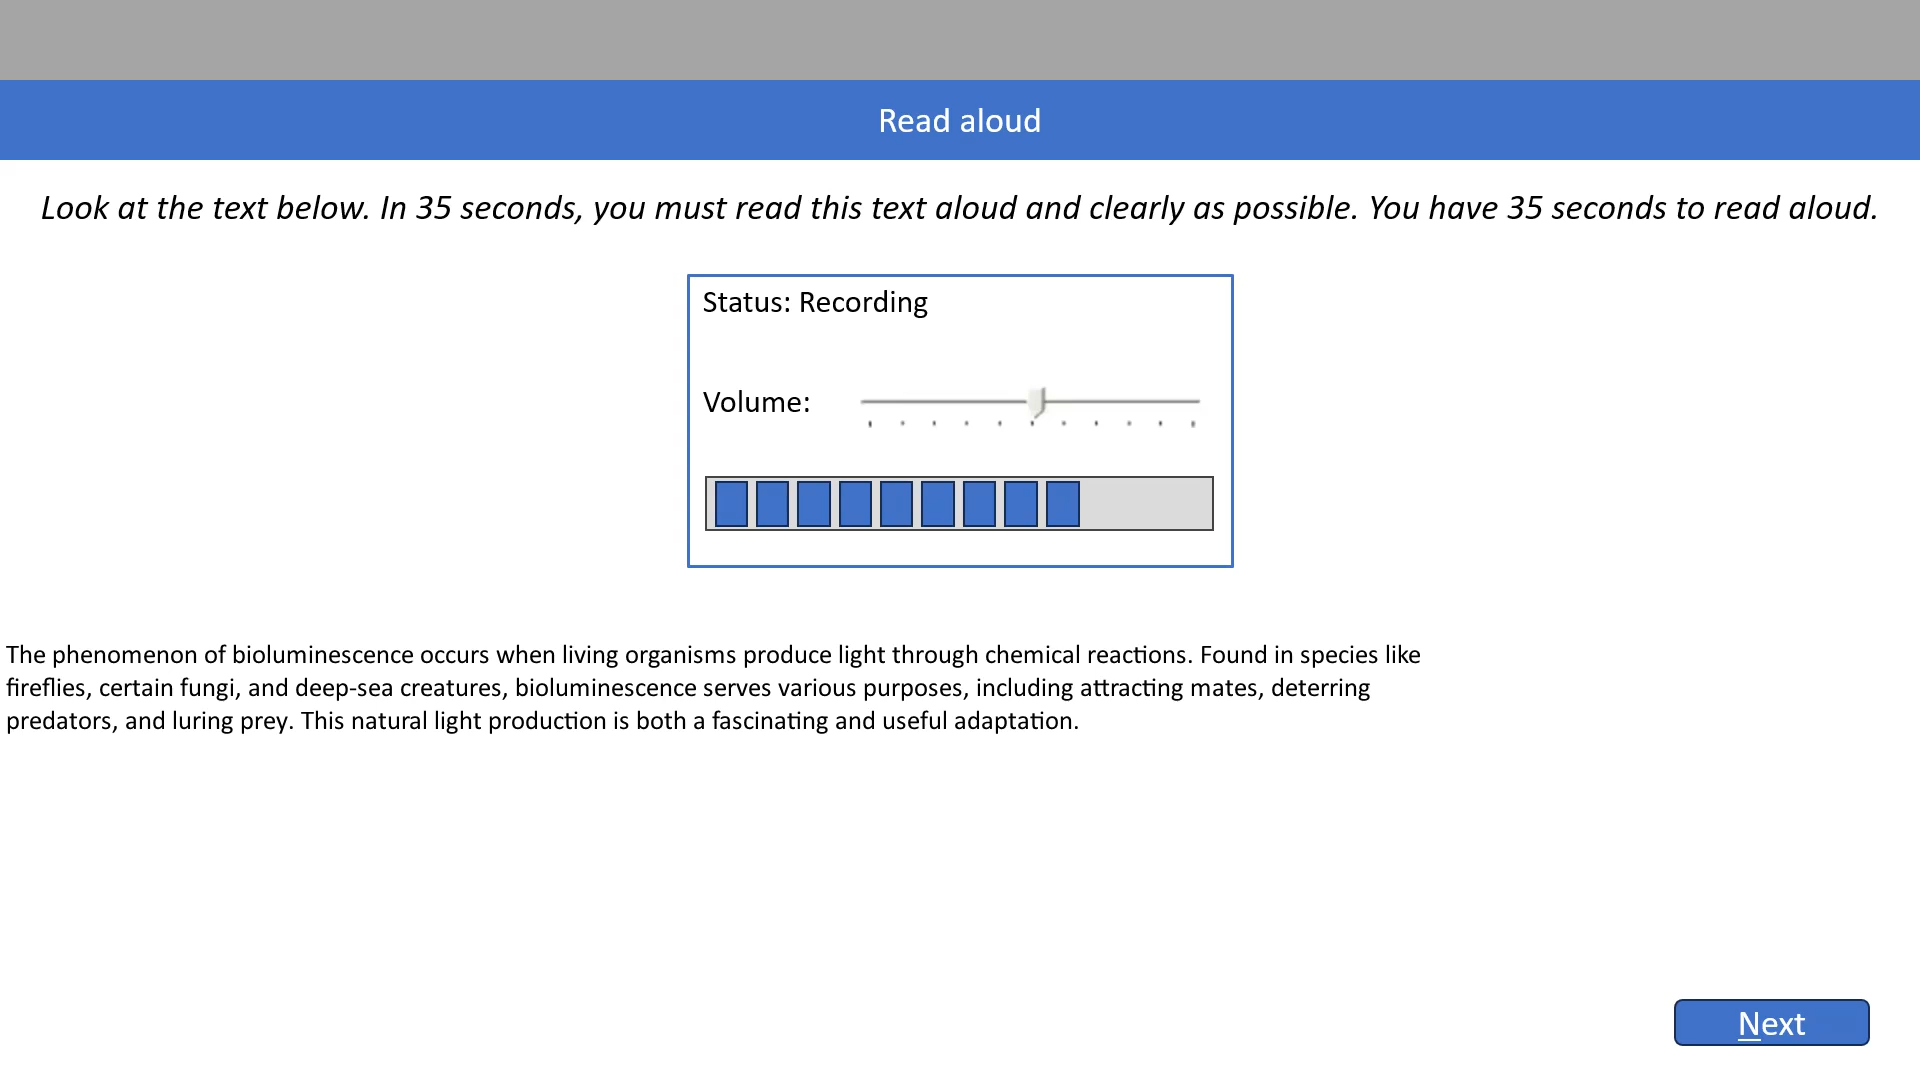 Read aloud
Look at the text below. In 35 seconds, you must read this text aloud and clearly as possible. You have 35 seconds to read aloud.
Status: Recording
Volume:
The phenomenon of bioluminescence occurs when living organisms produce light through chemical reactions. Found in species like
fireflies, certain fungi, and deep-sea creatures, bioluminescence serves various purposes, including attracting mates, deterring
predators, and luring prey. This natural light production is both a fascinating and useful adaptation.
Next